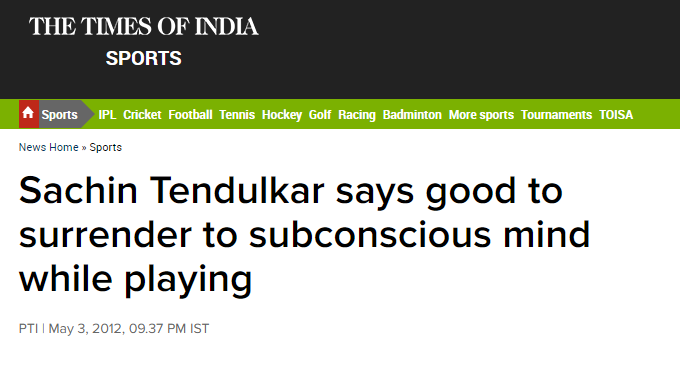 THE TIMES OF INDIA
SPORTS
Sports IPL Cricket Football Tennis Hockey Golf Racing Badminton More sports Tournaments TOISA
News Home » Sports
Sachin Tendulkar says good to
surrender to subconscious mind
while playing
PTI | May 3, 2012, 09.37 PM IST